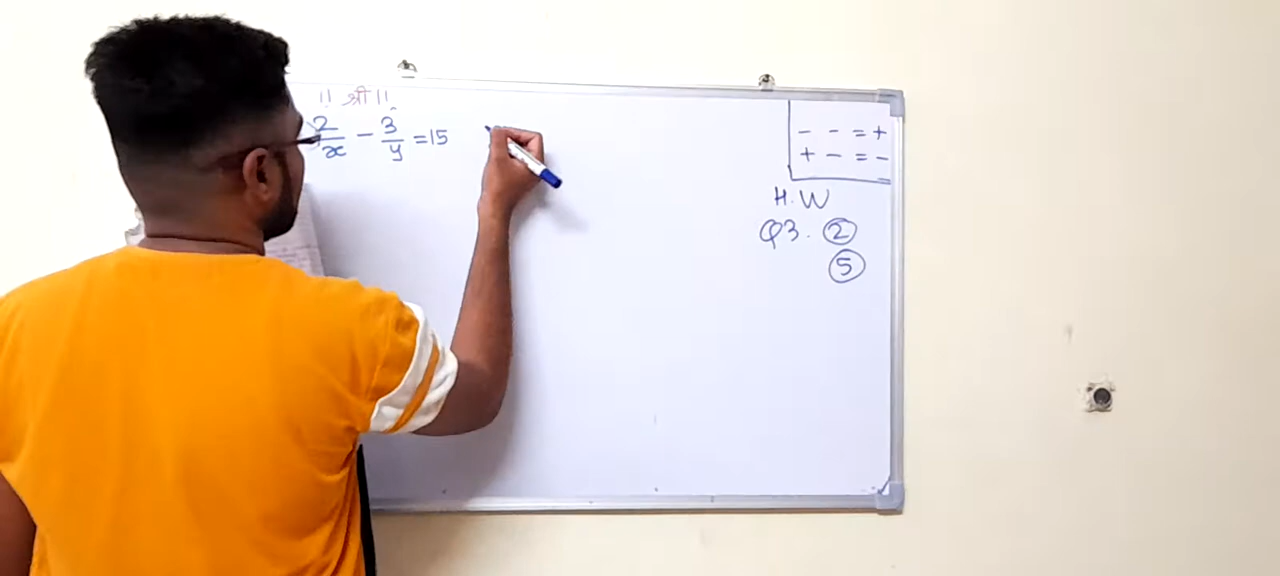 !! श्री !!
2/x - 3/y = 15
- - = +
+ - = -
H.W
Q3. 2
5